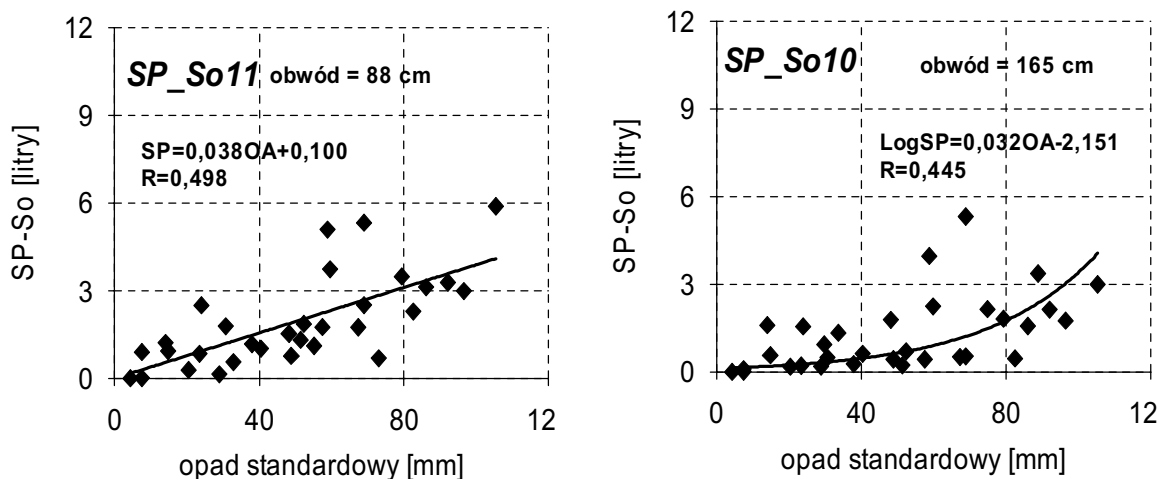 12
9
6
3
0
SP-So [litry]
SP_So11 obwód = 88 cm
SP=0,038OA+0,100
R=0,498
0 40 80 12
opad standardowy [mm]
12
9
6
3
0
SP-So [litry]
SP_So10 obwód = 165 cm
LogSP=0,032OA-2,151
R=0,445
0 40 80 12
opad standardowy [mm]